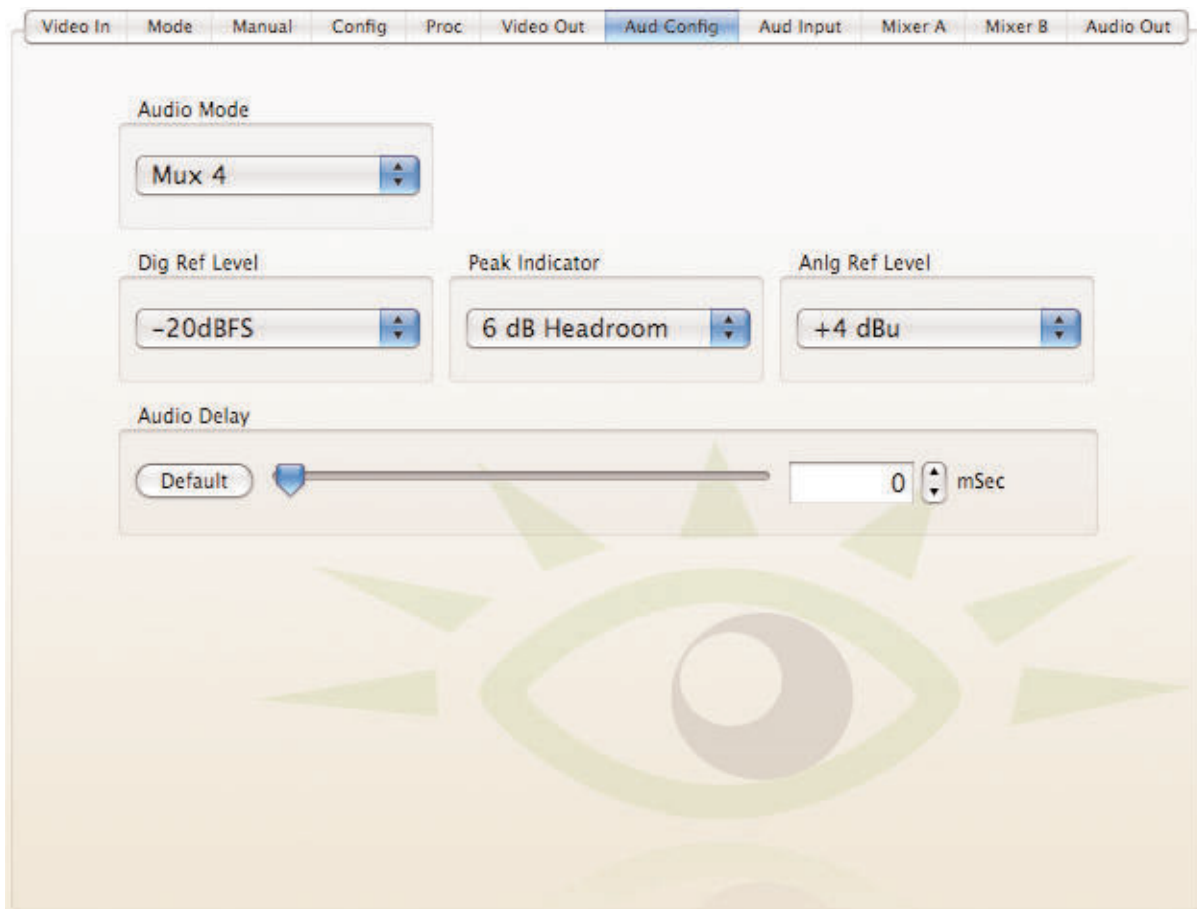 Video In Mode Manual Config Proc Video Out Aud Config Aud Input Mixer A Mixer B Audio Out
Audio Mode
Mux 4
Dig Ref Level Peak Indicator Anlg Ref Level
-20dBFS 6 dB Headroom +4 dBu
Audio Delay
Default 0 mSec